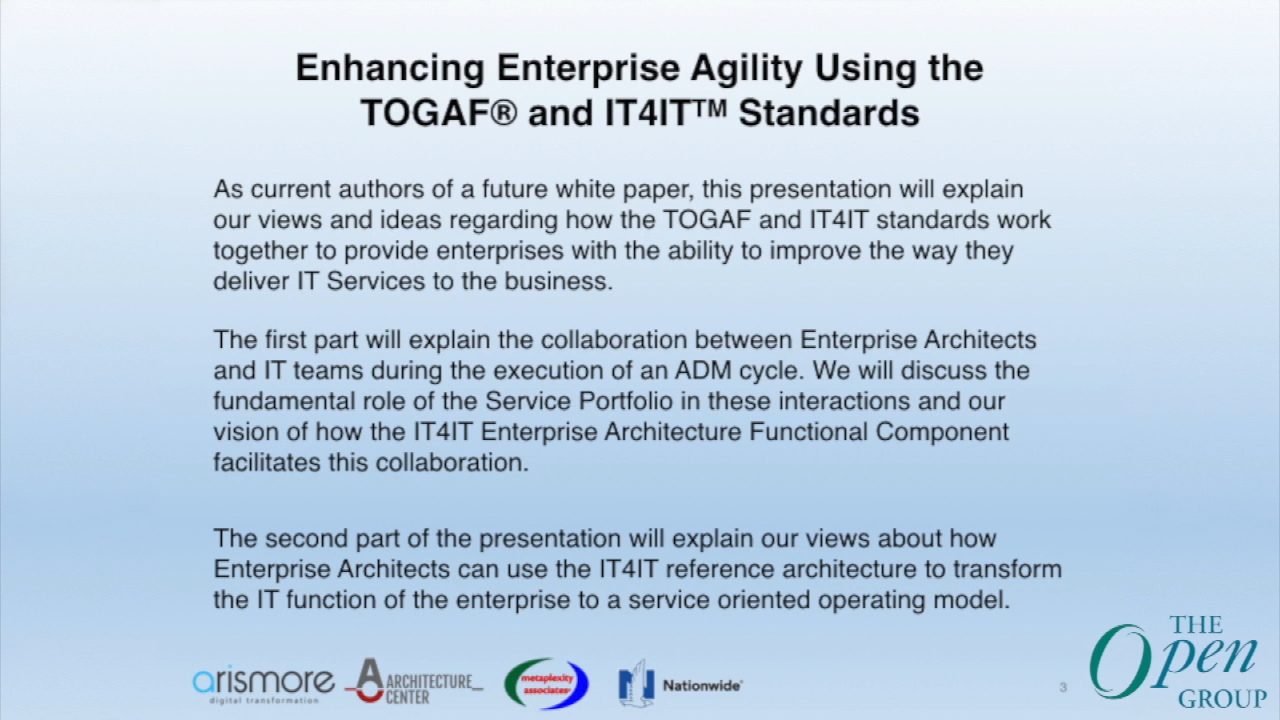 Enhancing Enterprise Agility Using the
TOGAF® and IT4IT™ Standards
As current authors of a future white paper, this presentation will explain
our views and ideas regarding how the TOGAF and IT4IT standards work
together to provide enterprises with the ability to improve the way they
deliver IT Services to the business.
The first part will explain the collaboration between Enterprise Architects
and IT teams during the execution of an ADM cycle. We will discuss the
fundamental role of the Service Portfolio in these interactions and our
vision of how the IT4IT Enterprise Architecture Functional Component
facilitates this collaboration.
The second part of the presentation will explain our views about how
Enterprise Architects can use the IT4IT reference architecture to transform
the IT function of the enterprise to a service oriented operating model.
arismore
digital transformation
A ARCHITECTURE_
CENTER
metaplexity
associates
Nationwide®
3
THE
Open
GROUP